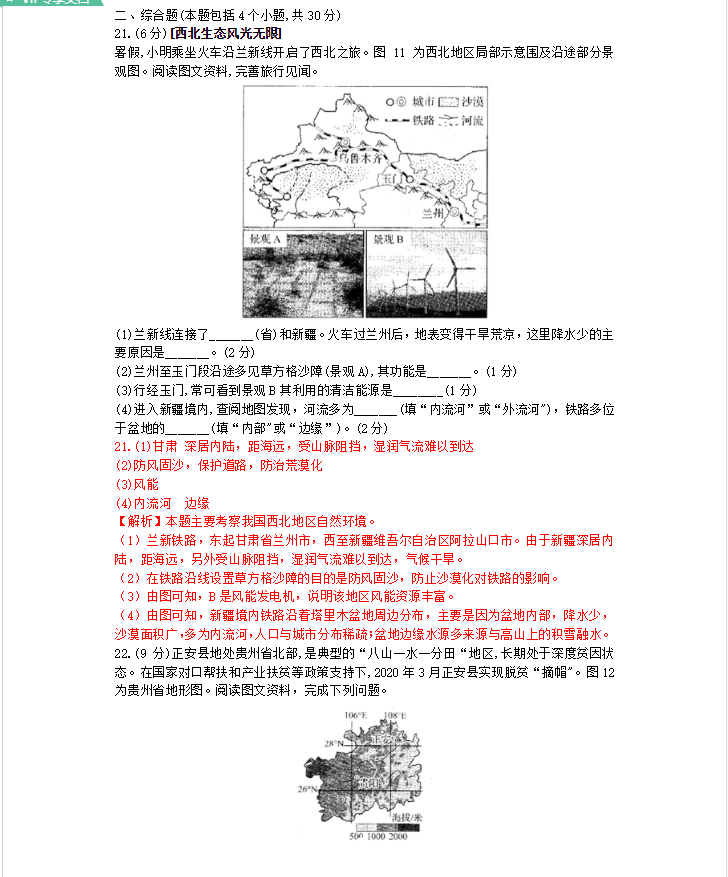 二、综合题(本题包括4个小题,共30分)
21.(6分)[西北生态风光无限]
暑假,小明乘坐火车沿兰新线开启了西北之旅。图 11 为西北地区局部示意围及沿途部分景
观图。阅读图文资料,完善旅行见闻。
城市 沙漠
铁路 河流
乌鲁木齐
玉门
兰州
景观A 景观B
(1)兰新线连接了______(省)和新疆。火车过兰州后,地表变得干旱荒凉,这里降水少的主
要原因是______。(2分)
(2)兰州至玉门段沿途多见草方格沙障(景观A),其功能是______。(1分)
(3)行经玉门,常可看到景观B其利用的清洁能源是_______(1分)
(4)进入新疆境内,查阅地图发现,河流多为______(填“内流河”或“外流河"),铁路多位
于盆地的______(填“内部"或“边缘”)。(2分)
21.(1)甘肃 深居内陆,距海远,受山脉阻挡,湿润气流难以到达
(2)防风固沙,保护道路,防治荒漠化
(3)风能
(4)内流河 边缘
【解析】本题主要考察我国西北地区自然环境。
(1)兰新铁路,东起甘肃省兰州市,西至新疆维吾尔自治区阿拉山口市。由于新疆深居内
陆,距海远,另外受山脉阻挡,湿润气流难以到达,气候干旱。
(2)在铁路沿线设置草方格沙障的目的是防风固沙,防止沙漠化对铁路的影响。
(3)由图可知,B是风能发电机,说明该地区风能资源丰富。
(4)由图可知,新疆境内铁路沿着塔里木盆地周边分布,主要是因为盆地内部,降水少,
沙漠面积广,多为内流河,人口与城市分布稀疏;盆地边缘水源多来源与高山上的积雪融水。
22.(9分)正安县地处贵州省北部,是典型的“八山一水一分田“地区,长期处于深度贫困状
态。在国家对口帮扶和产业扶贫等政策支持下,2020年3月正安县实现脱贫“摘帽"。图12
为贵州省地形图。阅读图文资料,完成下列问题。
106°E 108°E
28°N
正安
贵阳
26°N
海拔/米
500 1000 2000